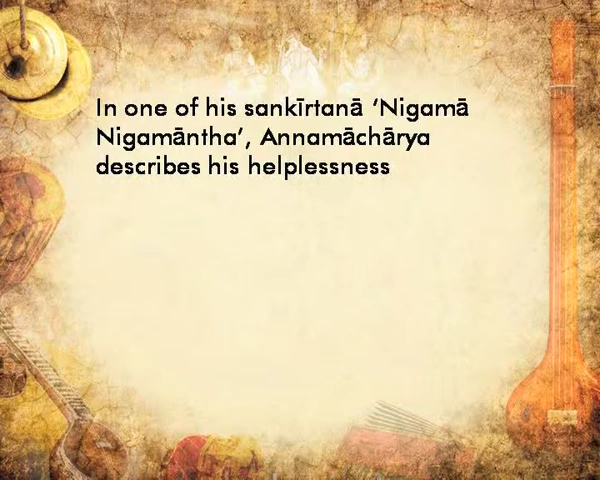 In one of his sankīrtanā ‘Nigamā
Nigamāntha’, Annamāchārya
describes his helplessness